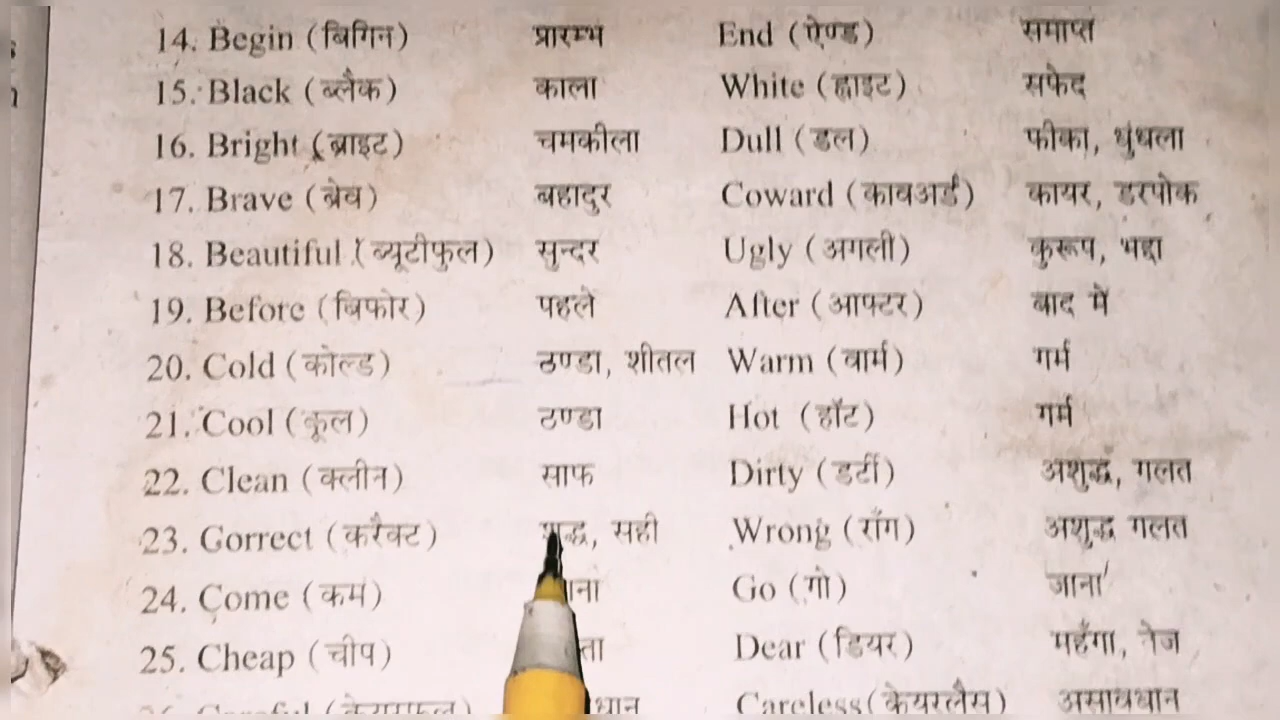 14. Begin (बिगिन) प्रारम्भ End (ऐण्ड) समाप्त
15. Black (ब्लैक) काला White (ह्वाइट) सफेद
16. Bright (ब्राइट) चमकीला Dull (डल) फीका, धुंधला
17. Brave (ब्रेव) बहादुर Coward (कावअर्ड) कायर, डरपोक
18. Beautiful (ब्यूटीफुल) सुन्दर Ugly (अगली) कुरूप, भद्दा
19. Before (बिफोर) पहले After (आफ्टर) बाद में
20. Cold (कोल्ड) ठण्डा, शीतल Warm (वार्म) गर्म
21. Cool (कूल) ठण्डा Hot (हॉट) गर्म
22. Clean (क्लीन) साफ Dirty (डर्टी) अशुद्ध, गलत
23. Gorrect (करैक्ट) शुद्ध, सही Wrong (राँग) अशुद्ध गलत
24. Come (कम) Go (गो) जाना
25. Cheap (चीप) Dear (डियर) महँगा, तेज
Careless (केयरलैस) असावधान